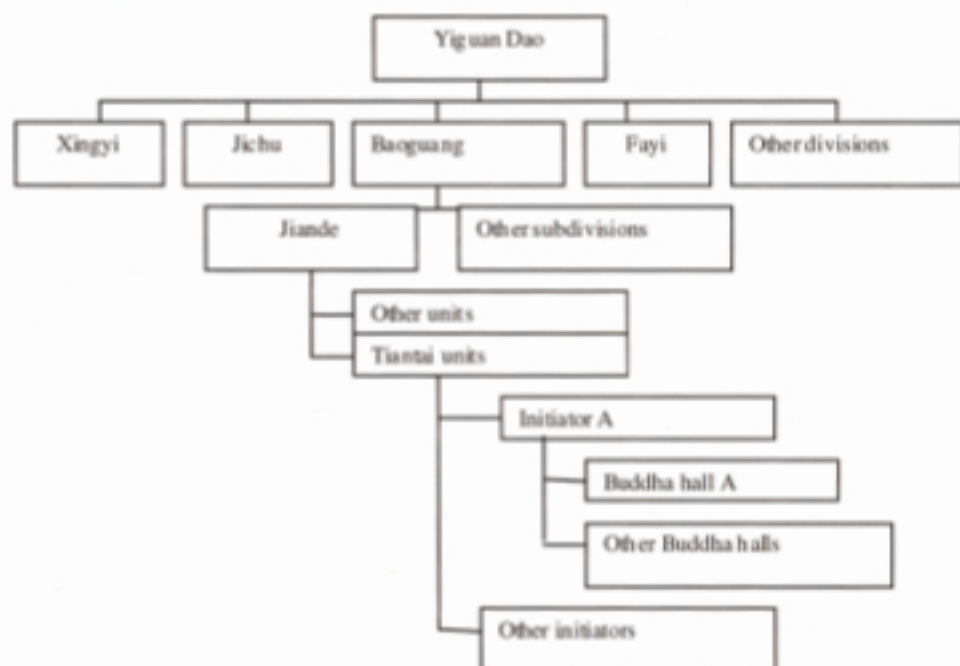 Yiguan Dao
Xingyi
Jichu
Baoguang
Fayi
Other divisions
Jiande
Other subdivisions
Other units
Tiantai units
Initiator A
Buddha hall A
Other Buddha halls
Other initiators